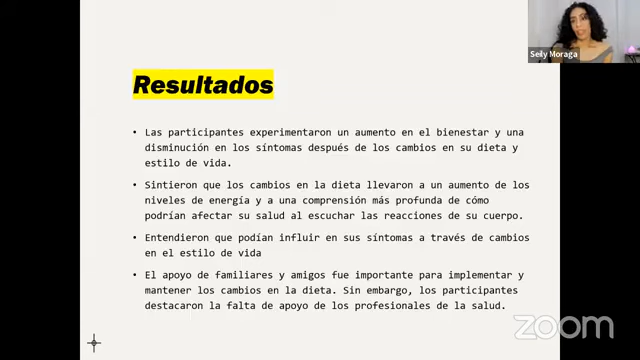 Seily Moraga
Resultados
• Las participantes experimentaron un aumento en el bienestar y una
disminución en los síntomas después de los cambios en su dieta y
estilo de vida.
• Sintieron que los cambios en la dieta llevaron a un aumento de los
niveles de energía y a una comprensión más profunda de cómo
podrían afectar su salud al escuchar las reacciones de su cuerpo.
• Entendieron que podían influir en sus síntomas a través de cambios
en el estilo de vida
• El apoyo de familiares y amigos fue importante para implementar y
mantener los cambios en la dieta. Sin embargo, los participantes
destacaron la falta de apoyo de los profesionales de la salud.
zoom